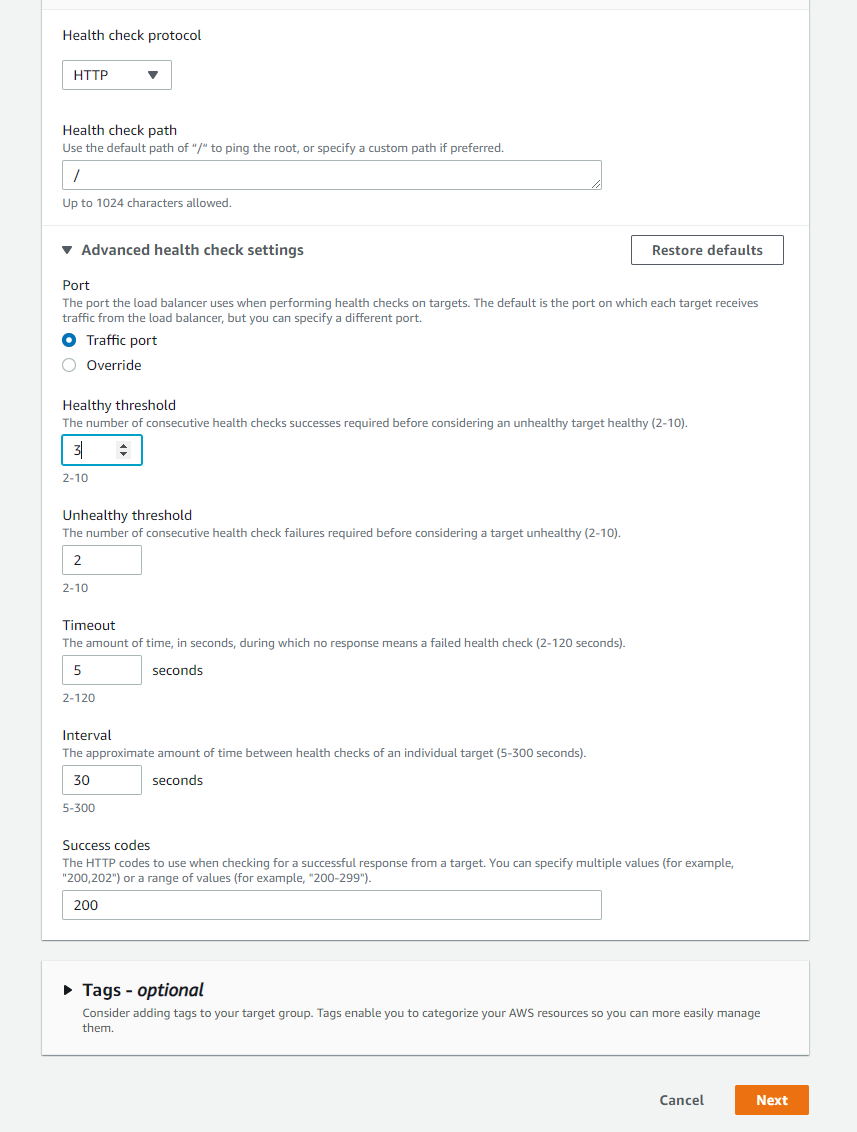 Health check protocol
HTTP
Health check path
Use the default path of "/" to ping the root, or specify a custom path if preferred.
/
Up to 1024 characters allowed.
Advanced health check settings
Restore defaults
Port
The port the load balancer uses when performing health checks on targets. The default is the port on which each target receives
traffic from the load balancer, but you can specify a different port.
Traffic port
Override
Healthy threshold
The number of consecutive health checks successes required before considering an unhealthy target healthy (2-10).
3
2-10
Unhealthy threshold
The number of consecutive health check failures required before considering a target unhealthy (2-10).
2
2-10
Timeout
The amount of time, in seconds, during which no response means a failed health check (2-120 seconds).
5 seconds
2-120
Interval
The approximate amount of time between health checks of an individual target (5-300 seconds).
30 seconds
5-300
Success codes
The HTTP codes to use when checking for a successful response from a target. You can specify multiple values (for example,
"200,202") or a range of values (for example, "200-299").
200
Tags - optional
Consider adding tags to your target group. Tags enable you to categorize your AWS resources so you can more easily manage
them.
Cancel
Next